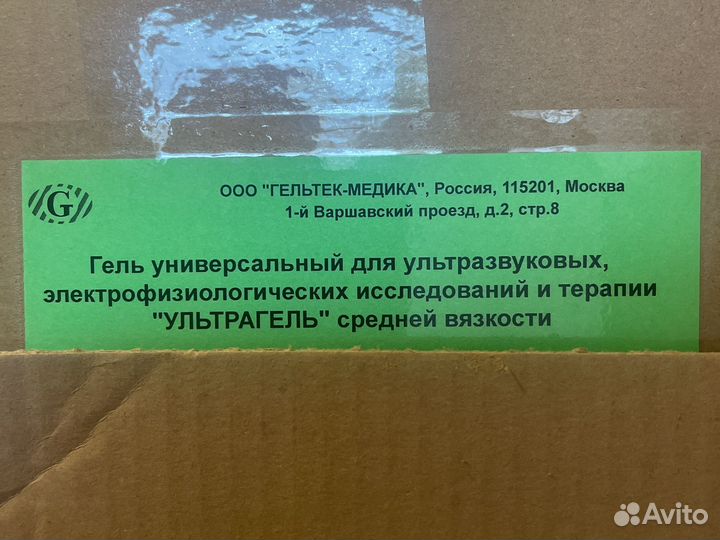 G
ООО "ГЕЛЬТЕК-МЕДИКА", Россия, 115201, Москва
1-й Варшавский проезд, д.2, стр.8
Гель универсальный для ультразвуковых,
электрофизиологических исследований и терапии
"УЛЬТРАГЕЛЬ" средней вязкости
Avito